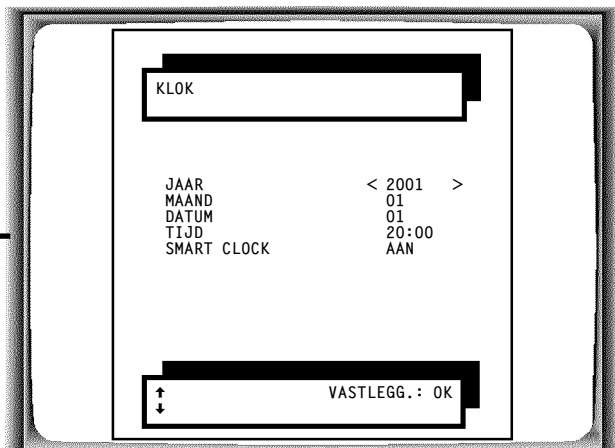 KLOK
JAAR < 2001 >
MAAND 01
DATUM 01
TIJD 20:00
SMART CLOCK AAN
VASTLEGG.: OK